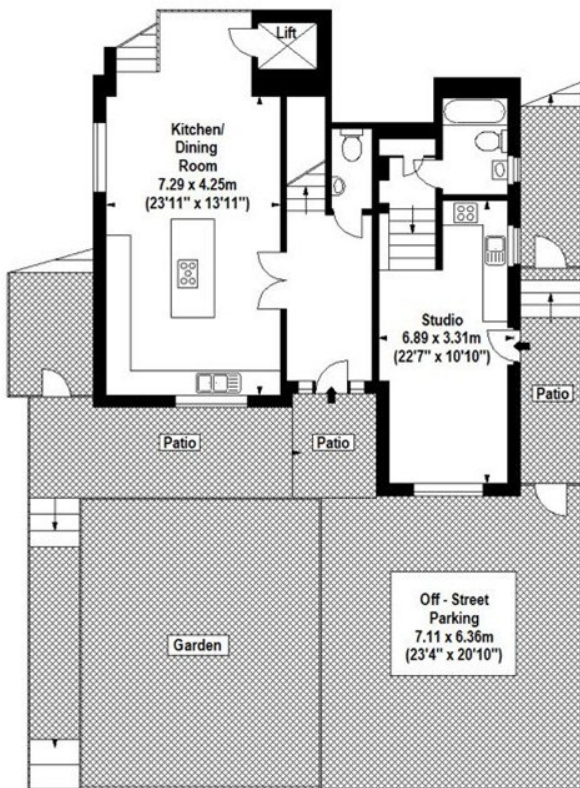 Lift
Kitchen/
Dining
Room
7.29 x 4.25m
(23'11" x 13'11")
Studio
6.89 x 3.31m
(22'7" x 10'10")
Patio
Patio
Patio
Garden
Off - Street
Parking
7.11 x 6.36m
(23'4" x 20'10")